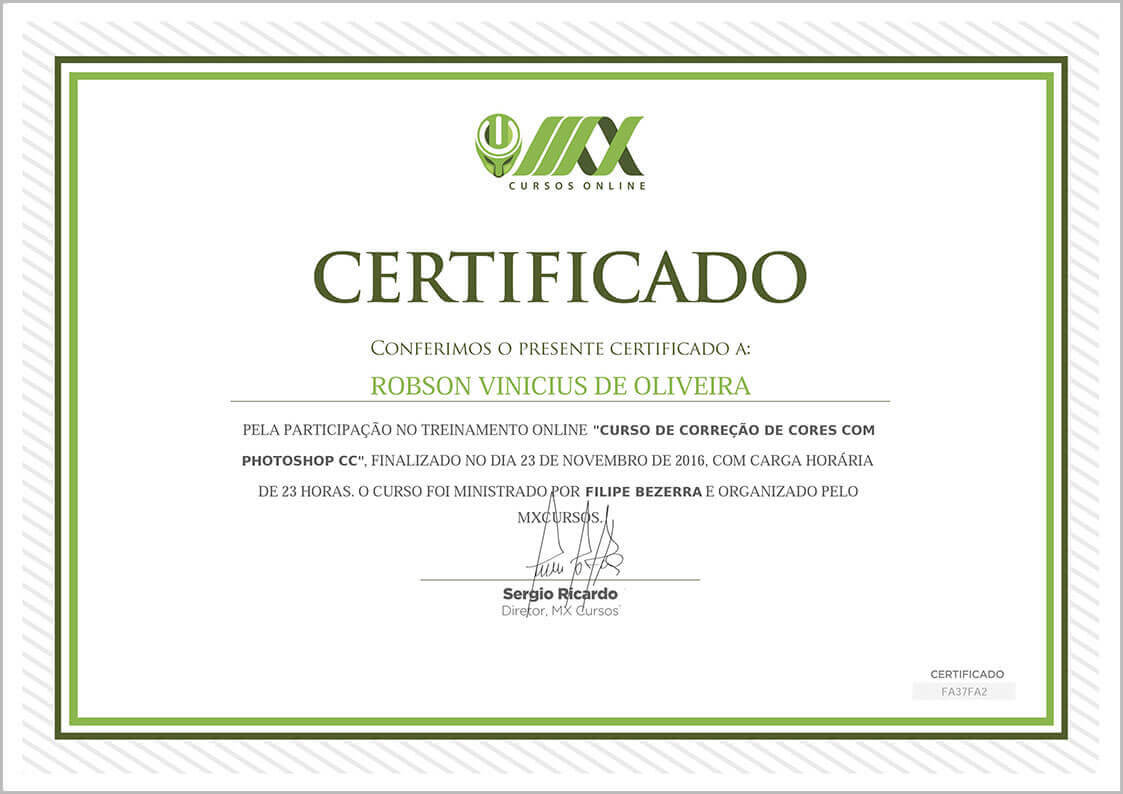 MX
CURSOS ONLINE
CERTIFICADO
CONFERIMOS O PRESENTE CERTIFICADO A:
ROBSON VINICIUS DE OLIVEIRA
PELA PARTICIPAÇÃO NO TREINAMENTO ONLINE "CURSO DE CORREÇÃO DE CORES COM
PHOTOSHOP CC", FINALIZADO NO DIA 23 DE NOVEMBRO DE 2016, COM CARGA HORÁRIA
DE 23 HORAS. O CURSO FOI MINISTRADO POR FILIPE BEZERRA E ORGANIZADO PELO
MXCURSOS.
Sergio Ricardo
Diretor, MX Cursos
CERTIFICADO
FA37FA2